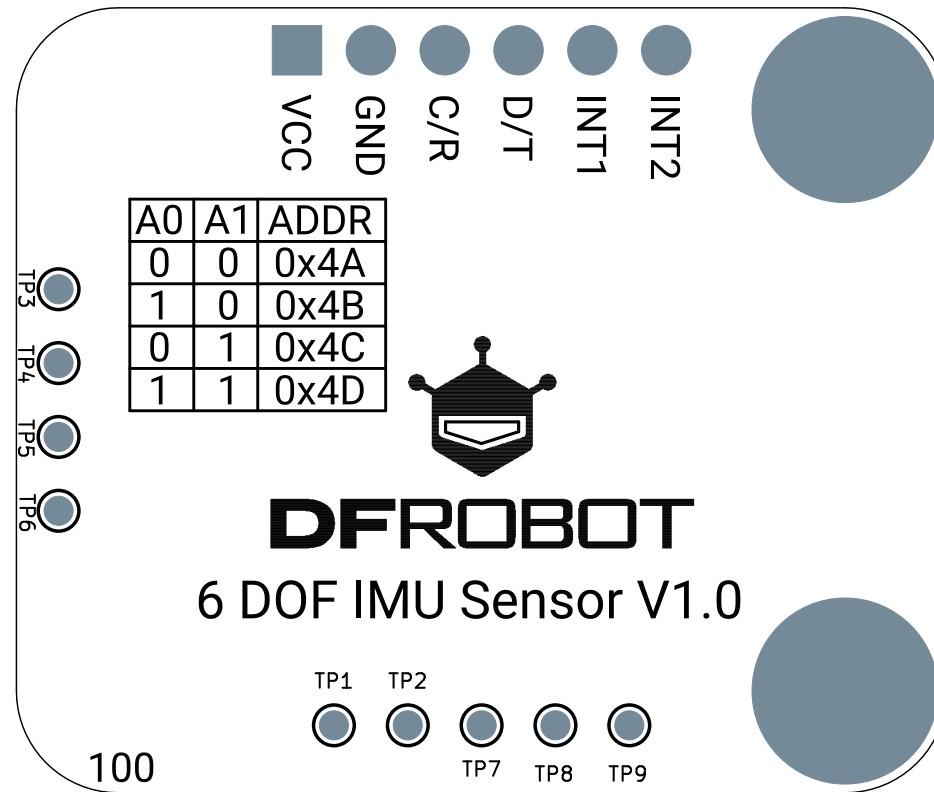 VCC GND C/R D/T INT1 INT2
A0 A1 ADDR
0 0 0x4A
1 0 0x4B
0 1 0x4C
1 1 0x4D
TP3
TP4
TP5
TP6
DFROBOT
6 DOF IMU Sensor V1.0
TP1 TP2
TP7 TP8 TP9
100